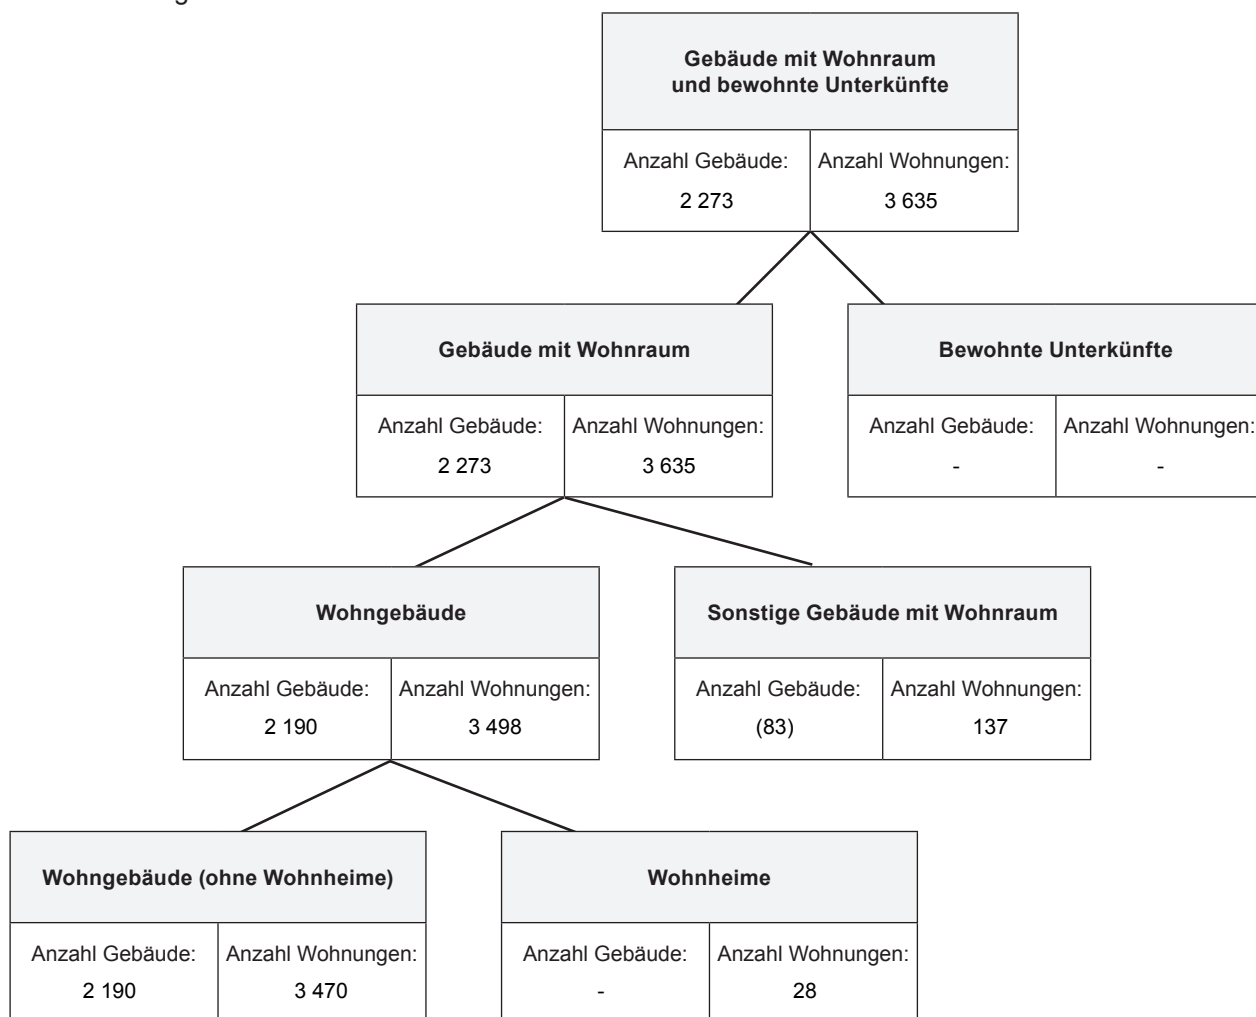 Gebäude mit Wohnraum
und bewohnte Unterkünfte
Anzahl Gebäude: Anzahl Wohnungen:
2 273 3 635
Gebäude mit Wohnraum Bewohnte Unterkünfte
Anzahl Gebäude: Anzahl Wohnungen: Anzahl Gebäude: Anzahl Wohnungen:
2 273 3 635 - -
Wohngebäude Sonstige Gebäude mit Wohnraum
Anzahl Gebäude: Anzahl Wohnungen: Anzahl Gebäude: Anzahl Wohnungen:
2 190 3 498 (83) 137
Wohngebäude (ohne Wohnheime) Wohnheime
Anzahl Gebäude: Anzahl Wohnungen: Anzahl Gebäude: Anzahl Wohnungen:
2 190 3 470 - 28